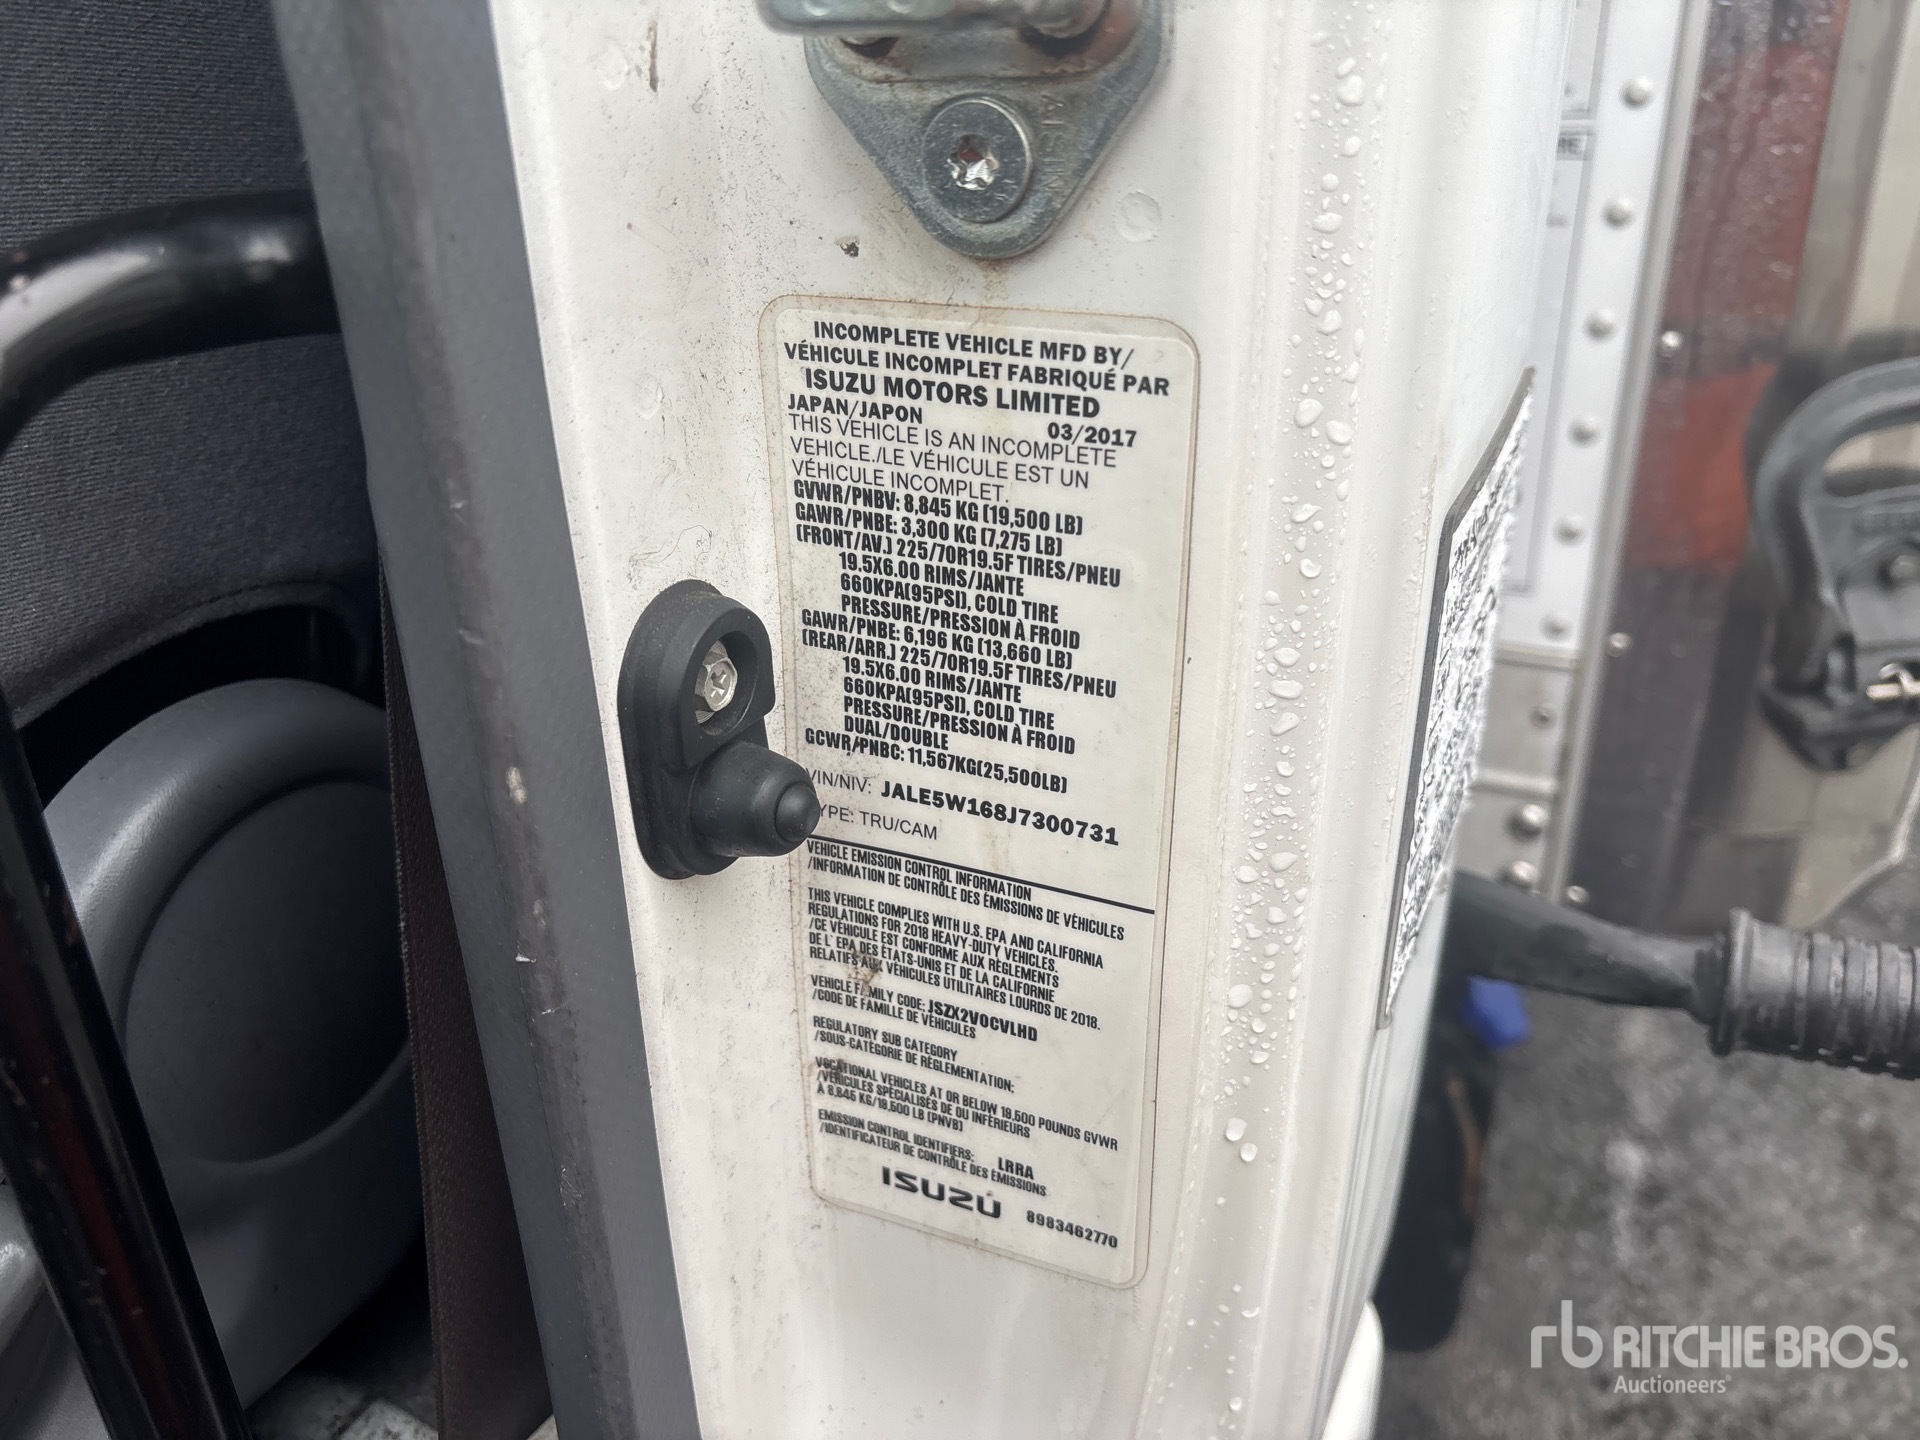 INCOMPLETE VEHICLE MFD BY/
VÉHICULE INCOMPLET FABRIQUÉ PAR
ISUZU MOTORS LIMITED
JAPAN/JAPON 03/2017
THIS VEHICLE IS AN INCOMPLETE
VEHICLE./LE VÉHICULE EST UN
VÉHICULE INCOMPLET.
GVWR/PNBV: 8,845 KG (19,500 LB)
GAWR/PNBE: 3,300 KG (7,275 LB)
(FRONT/AV.) 225/70R19.5F TIRES/PNEU
19.5X6.00 RIMS/JANTE
660KPA(95PSI), COLD TIRE
PRESSURE/PRESSION À FROID
GAWR/PNBE: 6,196 KG (13,660 LB)
(REAR/ARR.) 225/70R19.5F TIRES/PNEU
19.5X6.00 RIMS/JANTE
660KPA(95PSI), COLD TIRE
PRESSURE/PRESSION À FROID
DUAL/DOUBLE
GCWR/PNBC: 11,567KG(25,500LB)
VIN/NIV: JALE5W168J7300731
YPE: TRU/CAM
VEHICLE EMISSION CONTROL INFORMATION
/INFORMATION DE CONTRÔLE DES ÉMISSIONS DE VÉHICULES
THIS VEHICLE COMPLIES WITH U.S. EPA AND CALIFORNIA
REGULATIONS FOR 2018 HEAVY-DUTY VEHICLES.
/CE VÉHICULE EST CONFORME AUX RÈGLEMENTS
DE L' EPA DES ÉTATS-UNIS ET DE LA CALIFORNIE
RELATIFS AUX VÉHICULES UTILITAIRES LOURDS DE 2018.
VEHICLE FAMILY CODE: JSZX2VOCVLHD
/CODE DE FAMILLE DE VÉHICULES
REGULATORY SUB CATEGORY
/SOUS-CATÉGORIE DE RÉGLEMENTATION;
VOCATIONAL VEHICLES AT OR BELOW 19,500 POUNDS GVWR
/VÉHICULES SPÉCIALISÉS DE OU INFÉRIEURS
À 8,845 KG/19,500 LB (PNVB)
EMISSION CONTROL IDENTIFIERS: LRRA
/IDENTIFICATEUR DE CONTRÔLE DES ÉMISSIONS
ISUZU 8983462770
rb RITCHIE BROS.
Auctioneers